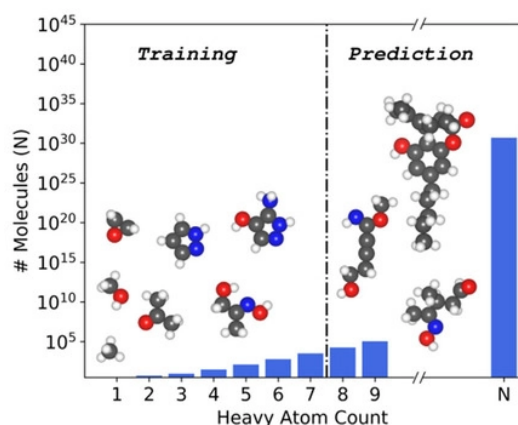 10^45
10^40
10^35
10^30
10^25
10^20
10^15
10^10
10^5
# Molecules (N)
Training
Prediction
1 2 3 4 5 6 7 8 9 N
Heavy Atom Count